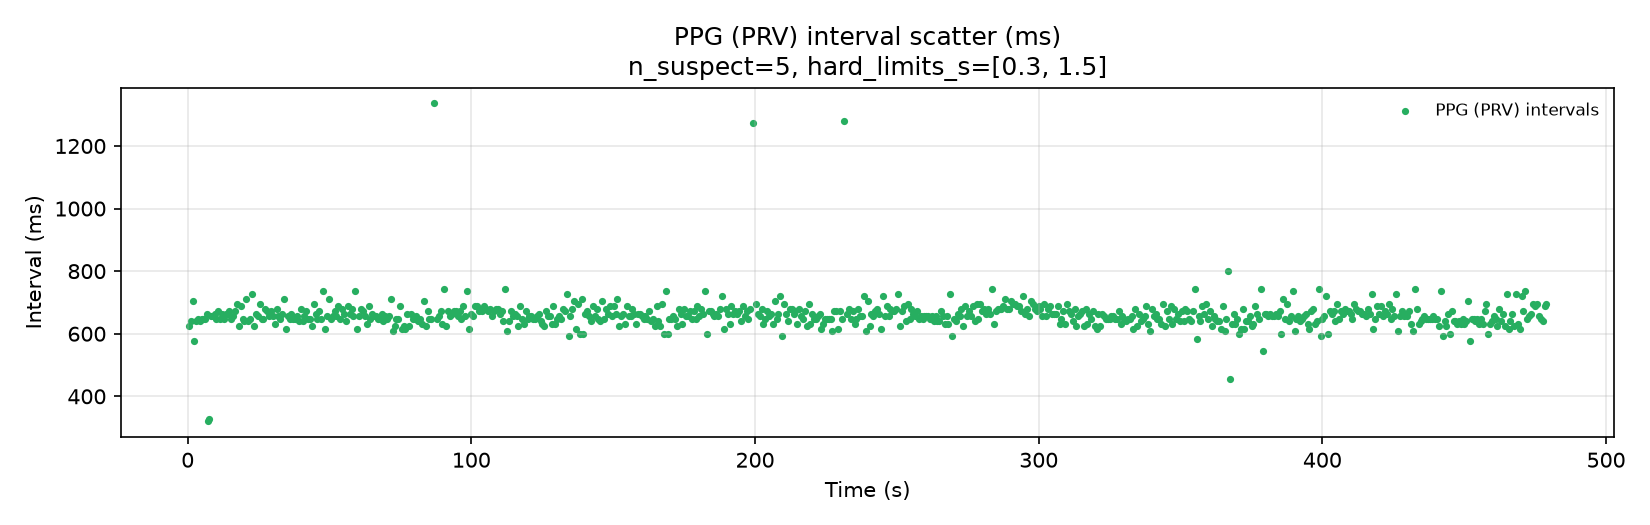 PPG (PRV) interval scatter (ms)
n_suspect=5, hard_limits_s=[0.3, 1.5]
PPG (PRV) intervals
Interval (ms)
1200
1000
800
600
400
0
100
200
300
400
500
Time (s)